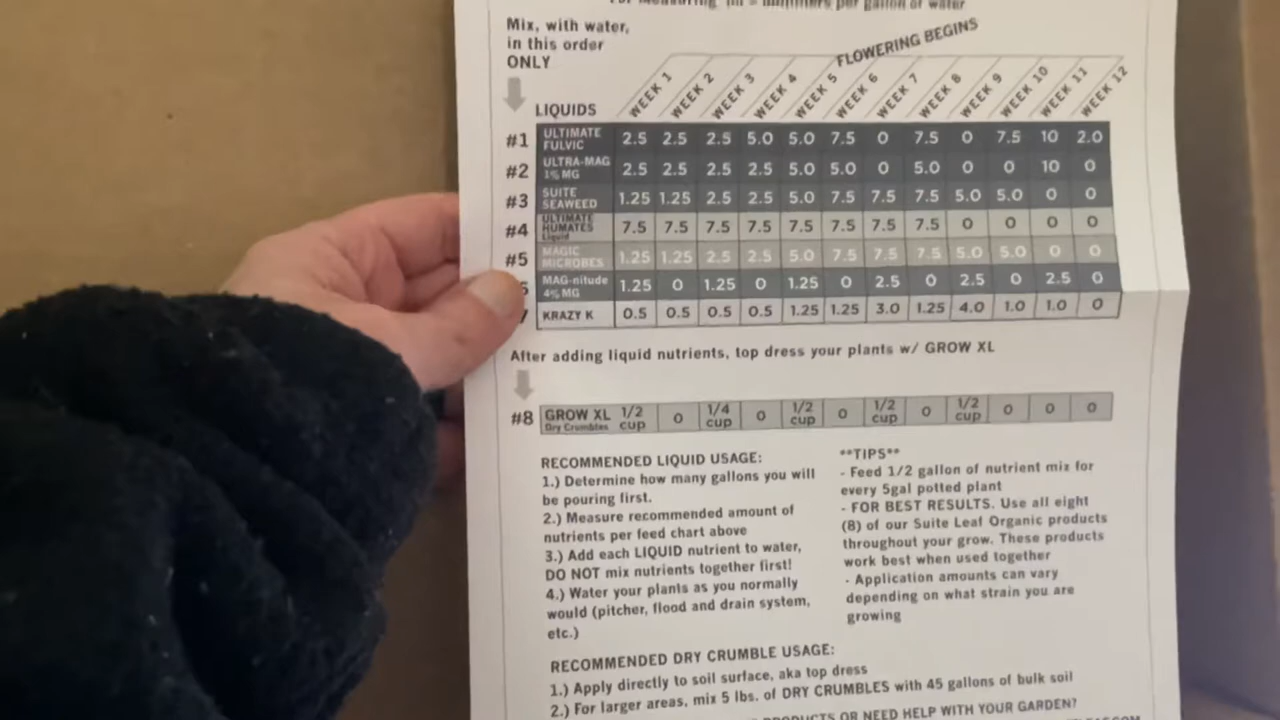 For Measuring: ml = milliliters per gallon of water
Mix, with water,
in this order
ONLY
FLOWERING BEGINS
LIQUIDS WEEK 1 WEEK 2 WEEK 3 WEEK 4 WEEK 5 WEEK 6 WEEK 7 WEEK 8 WEEK 9 WEEK 10 WEEK 11 WEEK 12
#1 ULTIMATE FULVIC 2.5 2.5 2.5 5.0 5.0 7.5 0 7.5 0 7.5 10 2.0
#2 ULTRA-MAG 1% MG 2.5 2.5 2.5 2.5 5.0 5.0 0 5.0 0 0 10 0
#3 SUITE SEAWEED 1.25 1.25 2.5 2.5 5.0 7.5 7.5 7.5 5.0 5.0 0 0
#4 ULTIMATE HUMATES Liquid 7.5 7.5 7.5 7.5 7.5 7.5 7.5 7.5 0 0 0 0
#5 MAGIC MICROBES 1.25 1.25 2.5 2.5 5.0 7.5 7.5 7.5 5.0 5.0 0 0
MAG-nitude 4% MG 1.25 0 1.25 0 1.25 0 2.5 0 2.5 0 2.5 0
KRAZY K 0.5 0.5 0.5 0.5 1.25 1.25 3.0 1.25 4.0 1.0 1.0 0
After adding liquid nutrients, top dress your plants w/ GROW XL
#8 GROW XL Dry Crumbles 1/2 cup 0 1/4 cup 0 1/2 cup 0 1/2 cup 0 1/2 cup 0 0 0
RECOMMENDED LIQUID USAGE:
1.) Determine how many gallons you will
be pouring first.
2.) Measure recommended amount of
nutrients per feed chart above
3.) Add each LIQUID nutrient to water,
DO NOT mix nutrients together first!
4.) Water your plants as you normally
would (pitcher, flood and drain system,
etc.)
**TIPS**
- Feed 1/2 gallon of nutrient mix for
every 5gal potted plant
- FOR BEST RESULTS. Use all eight
(8) of our Suite Leaf Organic products
throughout your grow. These products
work best when used together
- Application amounts can vary
depending on what strain you are
growing
RECOMMENDED DRY CRUMBLE USAGE:
1.) Apply directly to soil surface, aka top dress
2.) For larger areas, mix 5 lbs. of DRY CRUMBLES with 45 gallons of bulk soil
PRODUCTS OR NEED HELP WITH YOUR GARDEN?